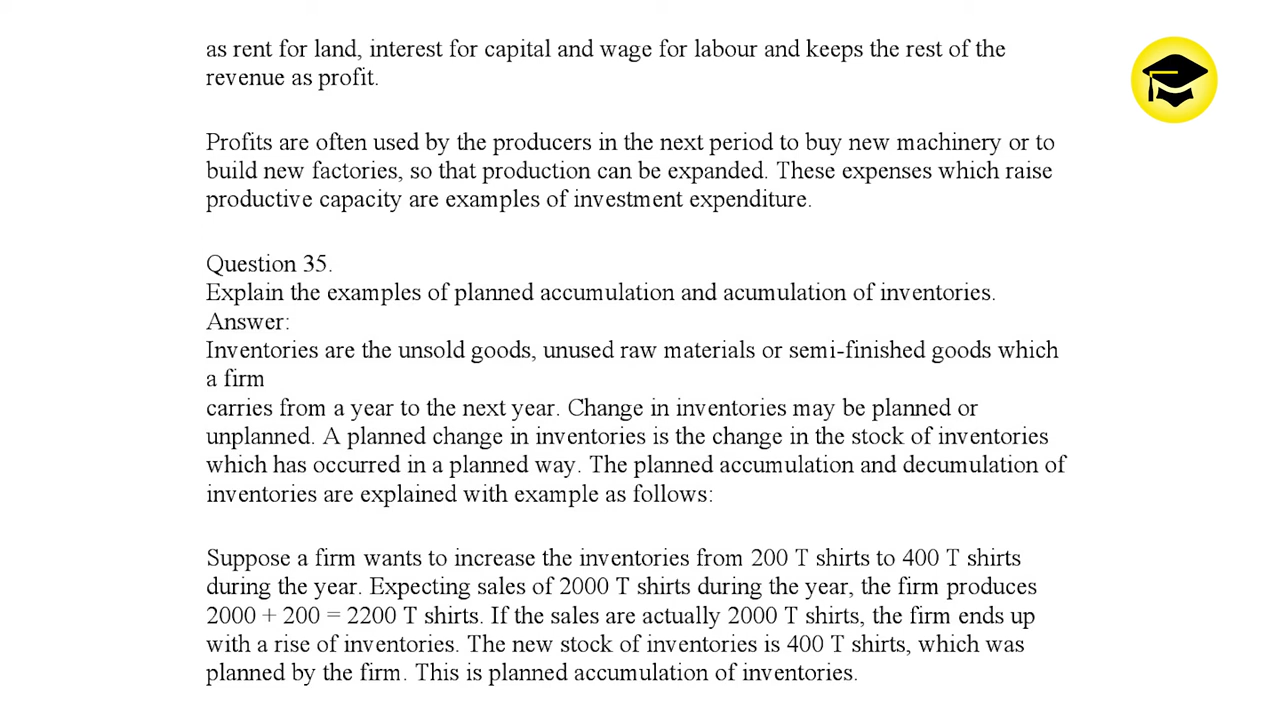 as rent for land, interest for capital and wage for labour and keeps the rest of the
revenue as profit.
Profits are often used by the producers in the next period to buy new machinery or to
build new factories, so that production can be expanded. These expenses which raise
productive capacity are examples of investment expenditure.
Question 35.
Explain the examples of planned accumulation and acumulation of inventories.
Answer:
Inventories are the unsold goods, unused raw materials or semi-finished goods which
a firm
carries from a year to the next year. Change in inventories may be planned or
unplanned. A planned change in inventories is the change in the stock of inventories
which has occurred in a planned way. The planned accumulation and decumulation of
inventories are explained with example as follows:
Suppose a firm wants to increase the inventories from 200 T shirts to 400 T shirts
during the year. Expecting sales of 2000 T shirts during the year, the firm produces
2000 + 200 = 2200 T shirts. If the sales are actually 2000 T shirts, the firm ends up
with a rise of inventories. The new stock of inventories is 400 T shirts, which was
planned by the firm. This is planned accumulation of inventories.